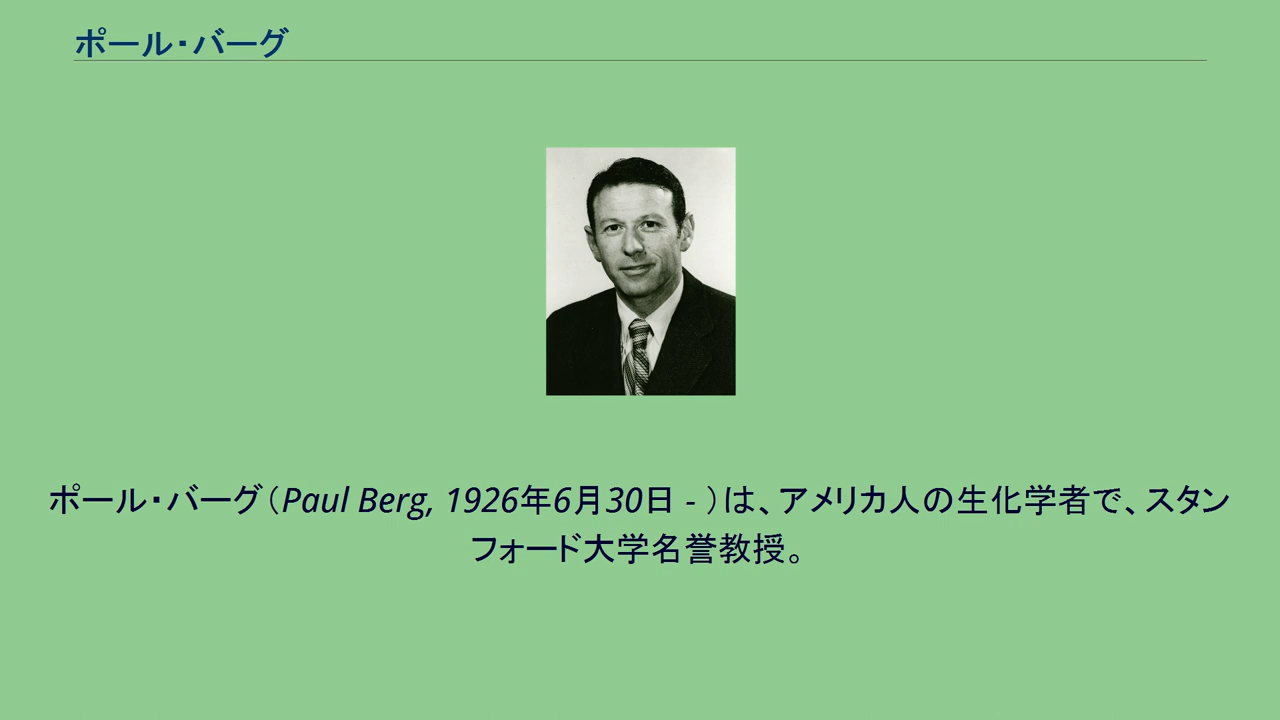 ポール・バーグ
ポール・バーグ（Paul Berg, 1926年6月30日 - ）は、アメリカ人の生化学者で、スタン
フォード大学名誉教授。